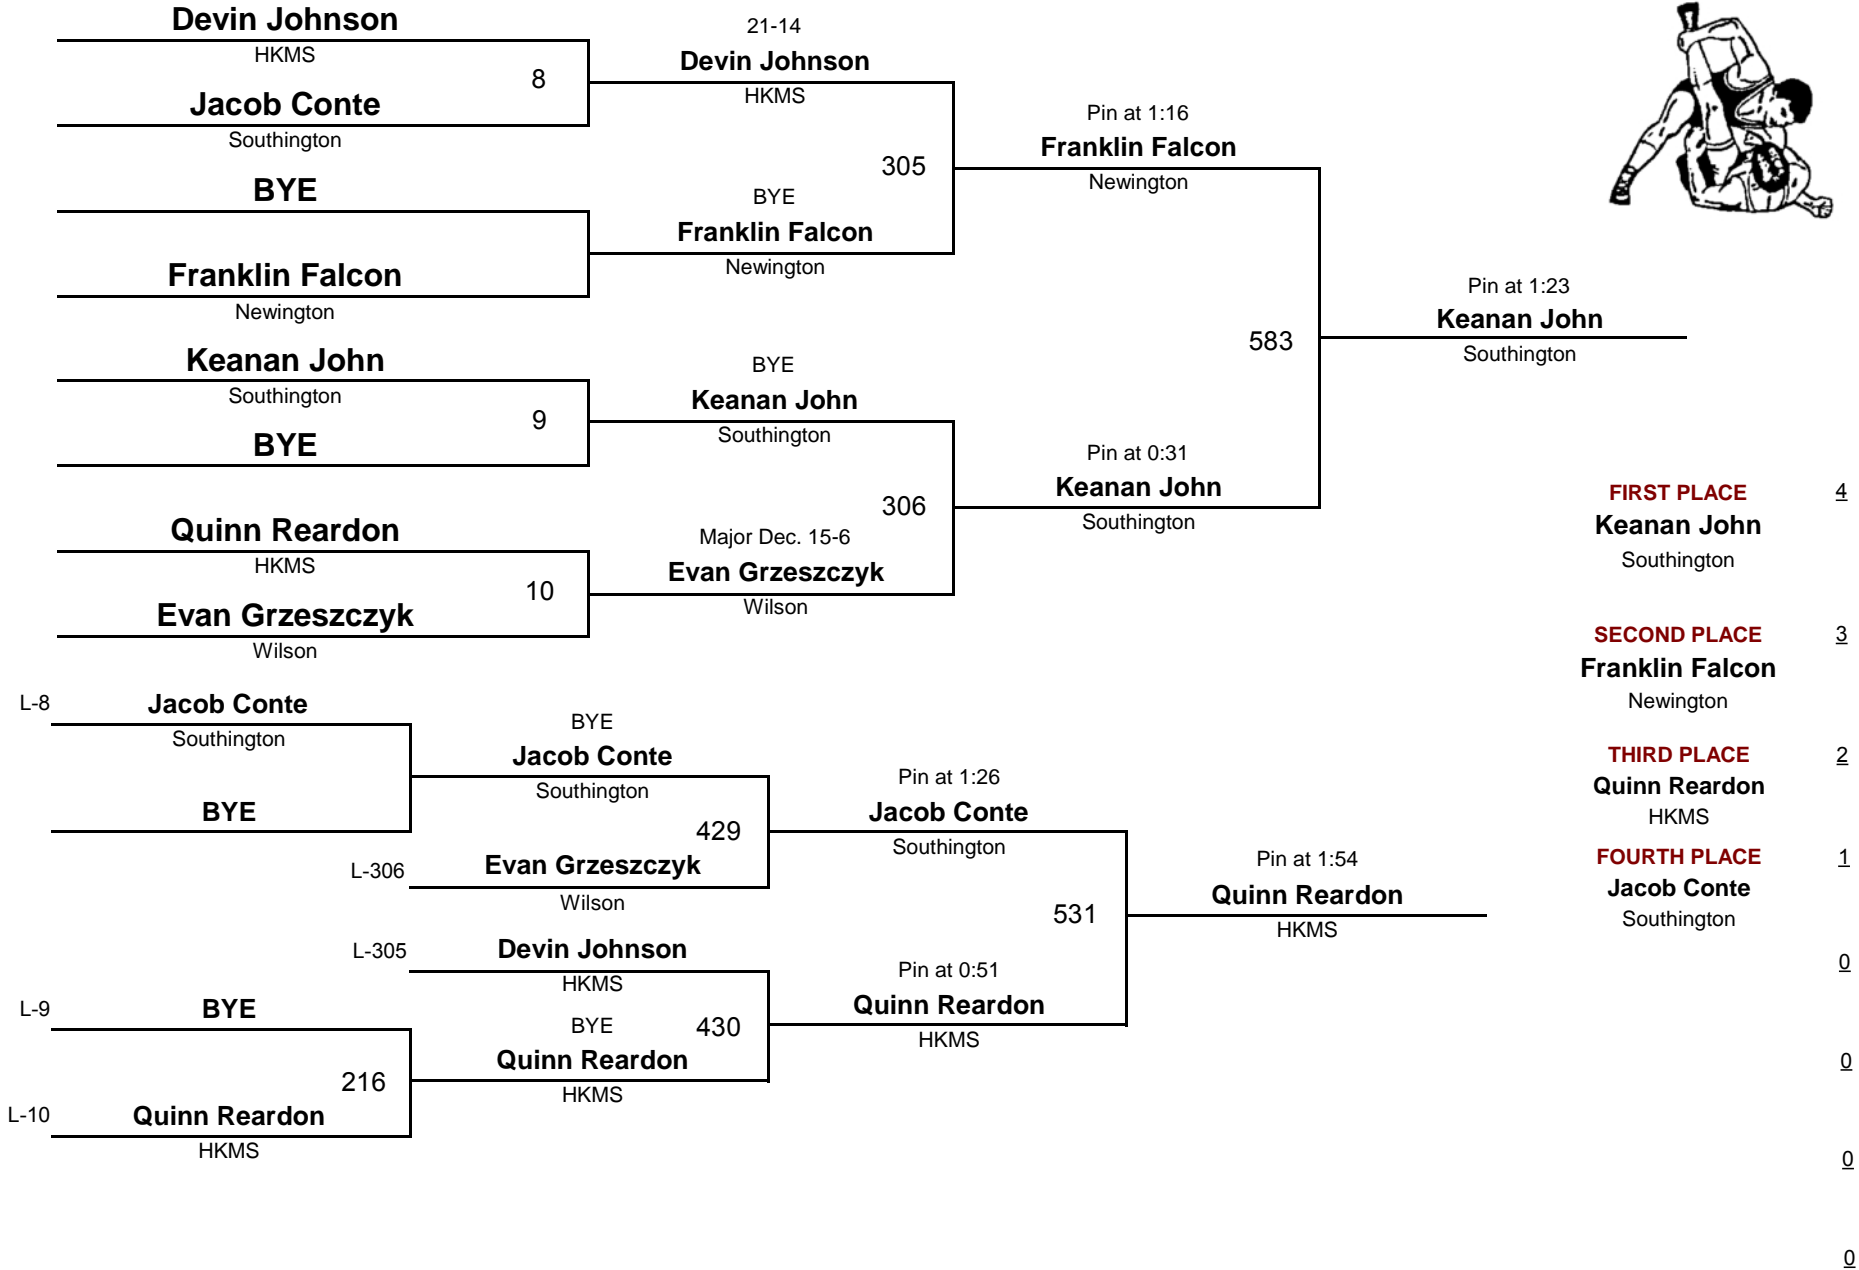 Devin Johnson
HKMS
8
Jacob Conte
Southington
BYE
Franklin Falcon
Newington
Keanan John
Southington
9
BYE
Quinn Reardon
HKMS
10
Evan Grzeszczyk
Wilson
21-14
Devin Johnson
HKMS
305
BYE
Franklin Falcon
Newington
BYE
Keanan John
Southington
306
Major Dec. 15-6
Evan Grzeszczyk
Wilson
Pin at 1:16
Franklin Falcon
Newington
583
Pin at 0:31
Keanan John
Southington
Pin at 1:23
Keanan John
Southington
L-8
Jacob Conte
Southington
BYE
L-9
BYE
216
L-10
Quinn Reardon
HKMS
BYE
Jacob Conte
Southington
429
L-306
Evan Grzeszczyk
Wilson
L-305
Devin Johnson
HKMS
BYE
430
Quinn Reardon
HKMS
Pin at 1:26
Jacob Conte
Southington
531
Pin at 0:51
Quinn Reardon
HKMS
Pin at 1:54
Quinn Reardon
HKMS
FIRST PLACE 4
Keanan John
Southington
SECOND PLACE 3
Franklin Falcon
Newington
THIRD PLACE 2
Quinn Reardon
HKMS
FOURTH PLACE 1
Jacob Conte
Southington
0
0
0
0